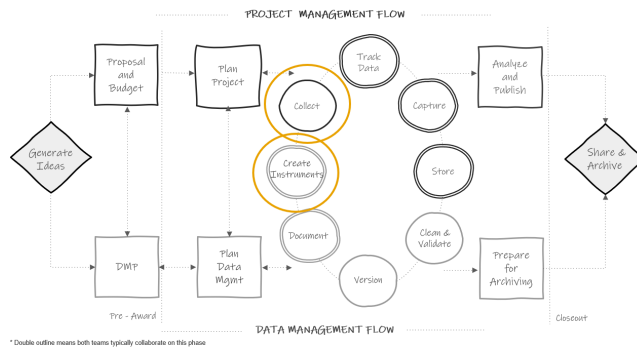 PROJECT MANAGEMENT FLOW
Proposal
and
Budget
Plan
Project
Track
Data
Analyze
and
Publish
Collect
Capture
Generate
Ideas
Create
Instruments
Store
Share &
Archive
Document
Clean &
Validate
DMP
Plan
Data
Mgmt
Version
Prepare
for
Archiving
Pre - Award
Closeout
DATA MANAGEMENT FLOW
* Double outline means both teams typically collaborate on this phase